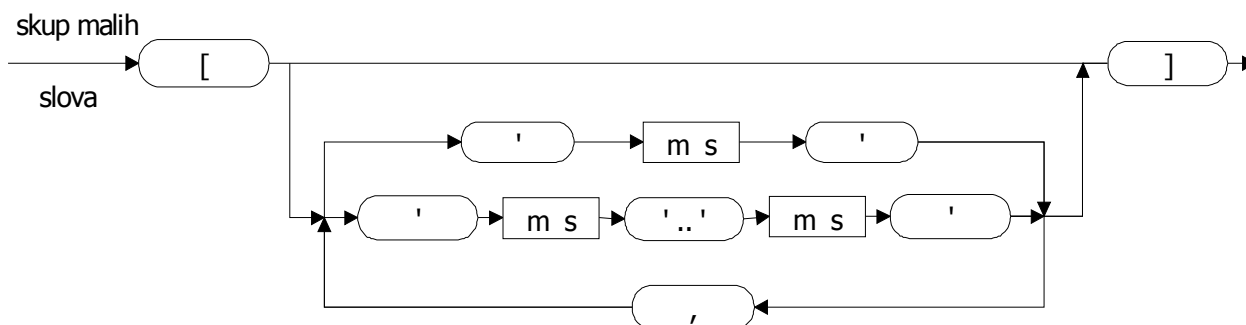 skup malih
slova
[ ]
' m s '
' m s '..' m s '
,